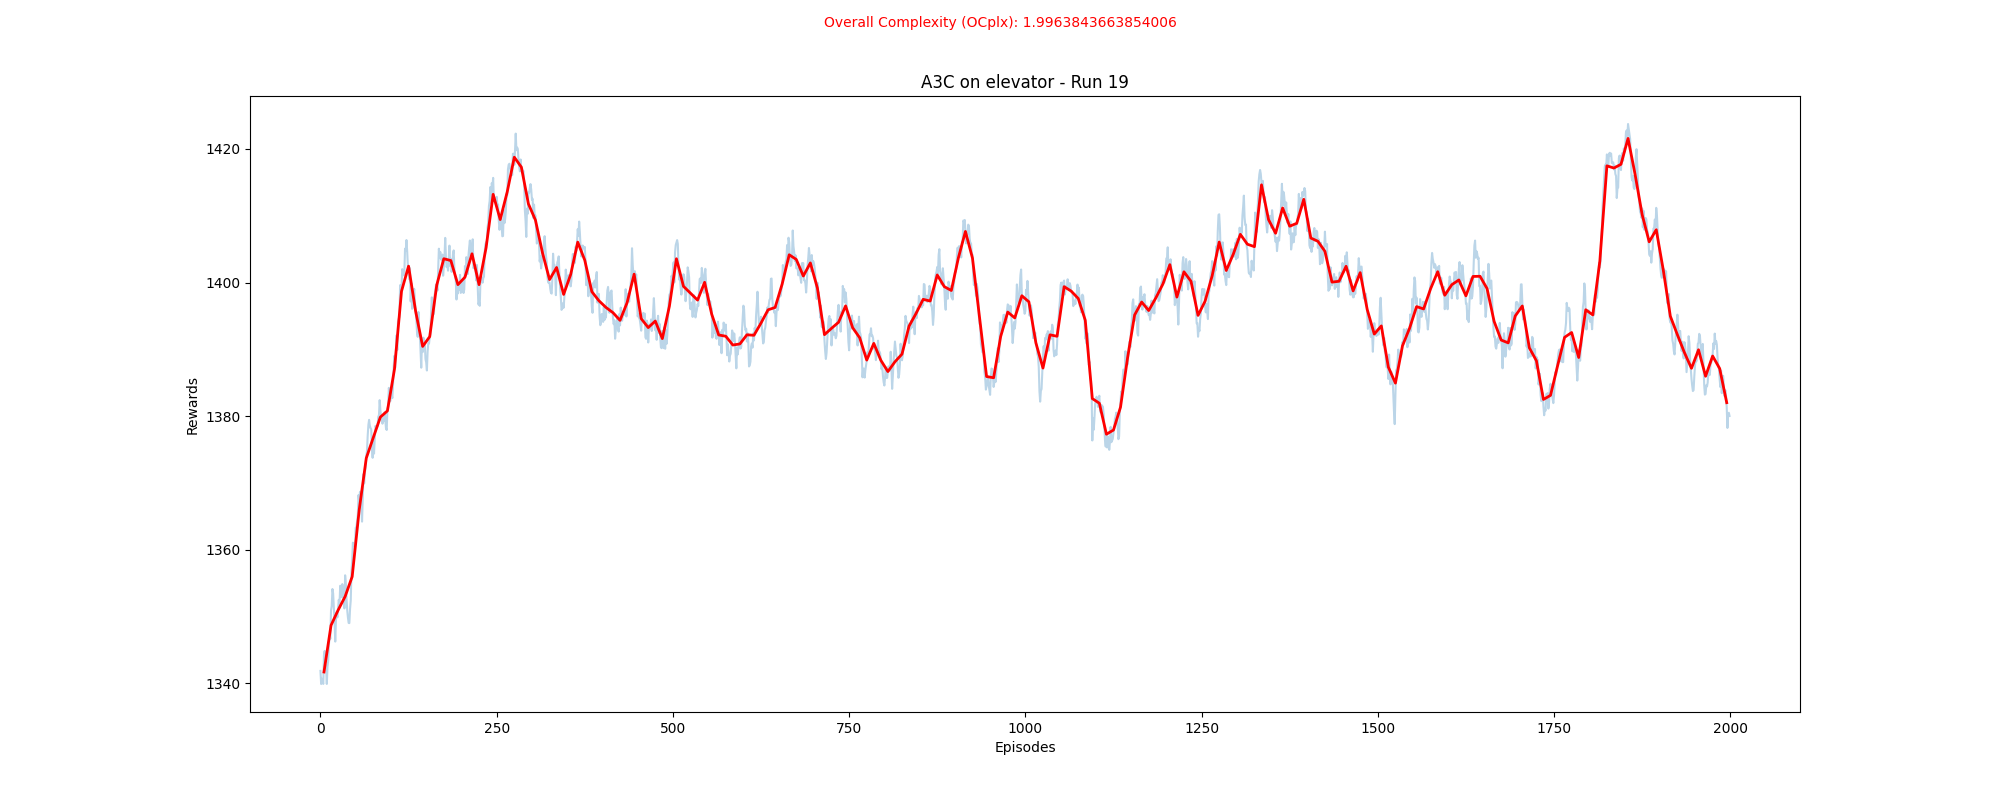 Overall Complexity (OCplx): 1.9963843663854006
A3C on elevator - Run 19
Rewards
1420
1400
1380
1360
1340
0 250 500 750 1000 1250 1500 1750 2000
Episodes